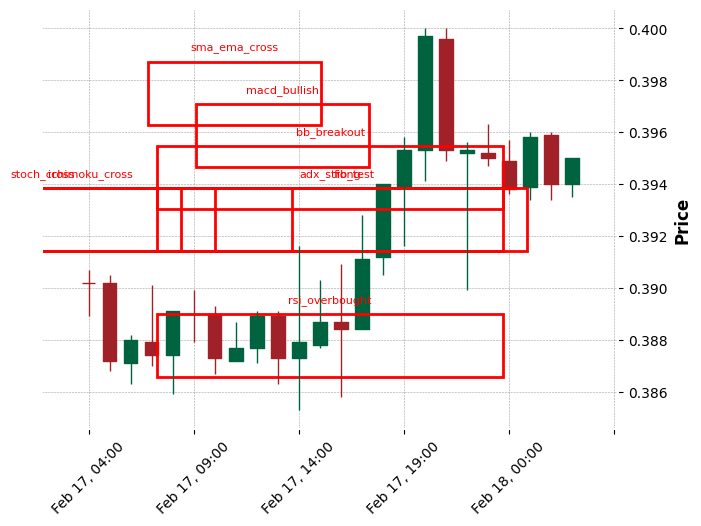 sma_ema_cross
macd_bullish
bb_breakout
stoch_cross
ichimoku_cross
adx_strong
fib_test
rsi_overbought
0.400
0.398
0.396
0.394
0.392
0.390
0.388
0.386
Price
Feb 17, 04:00
Feb 17, 09:00
Feb 17, 14:00
Feb 17, 19:00
Feb 18, 00:00